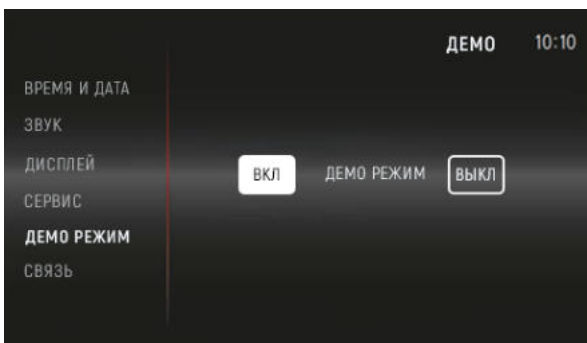 ДЕМО 10:10
ВРЕМЯ И ДАТА
ЗВУК
ДИСПЛЕЙ
СЕРВИС
ДЕМО РЕЖИМ
СВЯЗЬ
ВКЛ ДЕМО РЕЖИМ ВЫКЛ